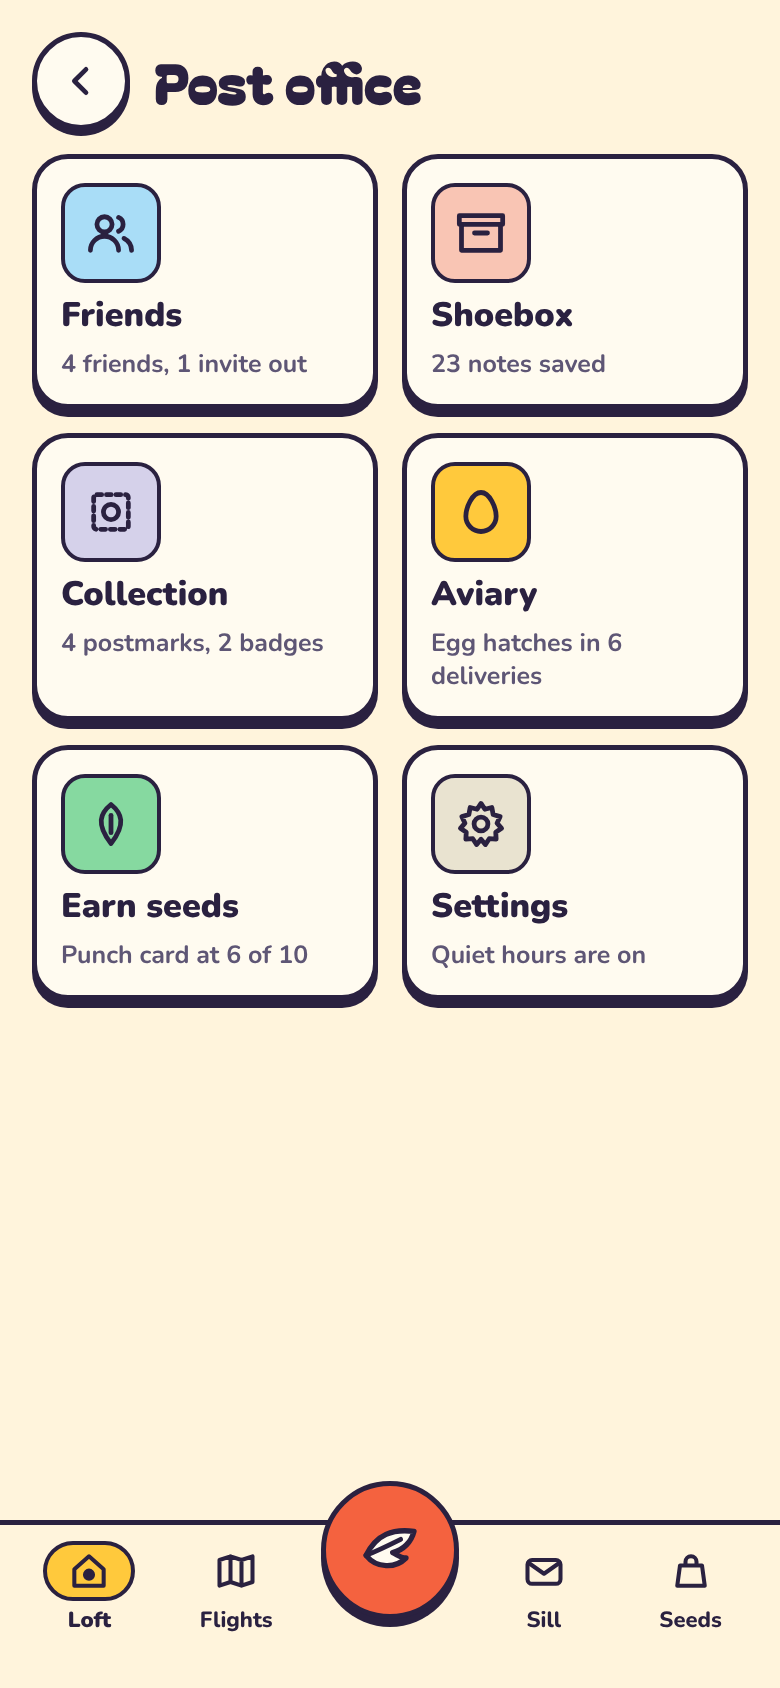 Post office
Friends
4 friends, 1 invite out
Shoebox
23 notes saved
Collection
4 postmarks, 2 badges
Aviary
Egg hatches in 6
deliveries
Earn seeds
Punch card at 6 of 10
Settings
Quiet hours are on
Loft
Flights
Sill
Seeds